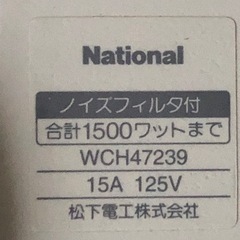 National
ノイズフィルタ付
合計1500ワットまで
WCH47239
15A 125V
松下電工株式会社